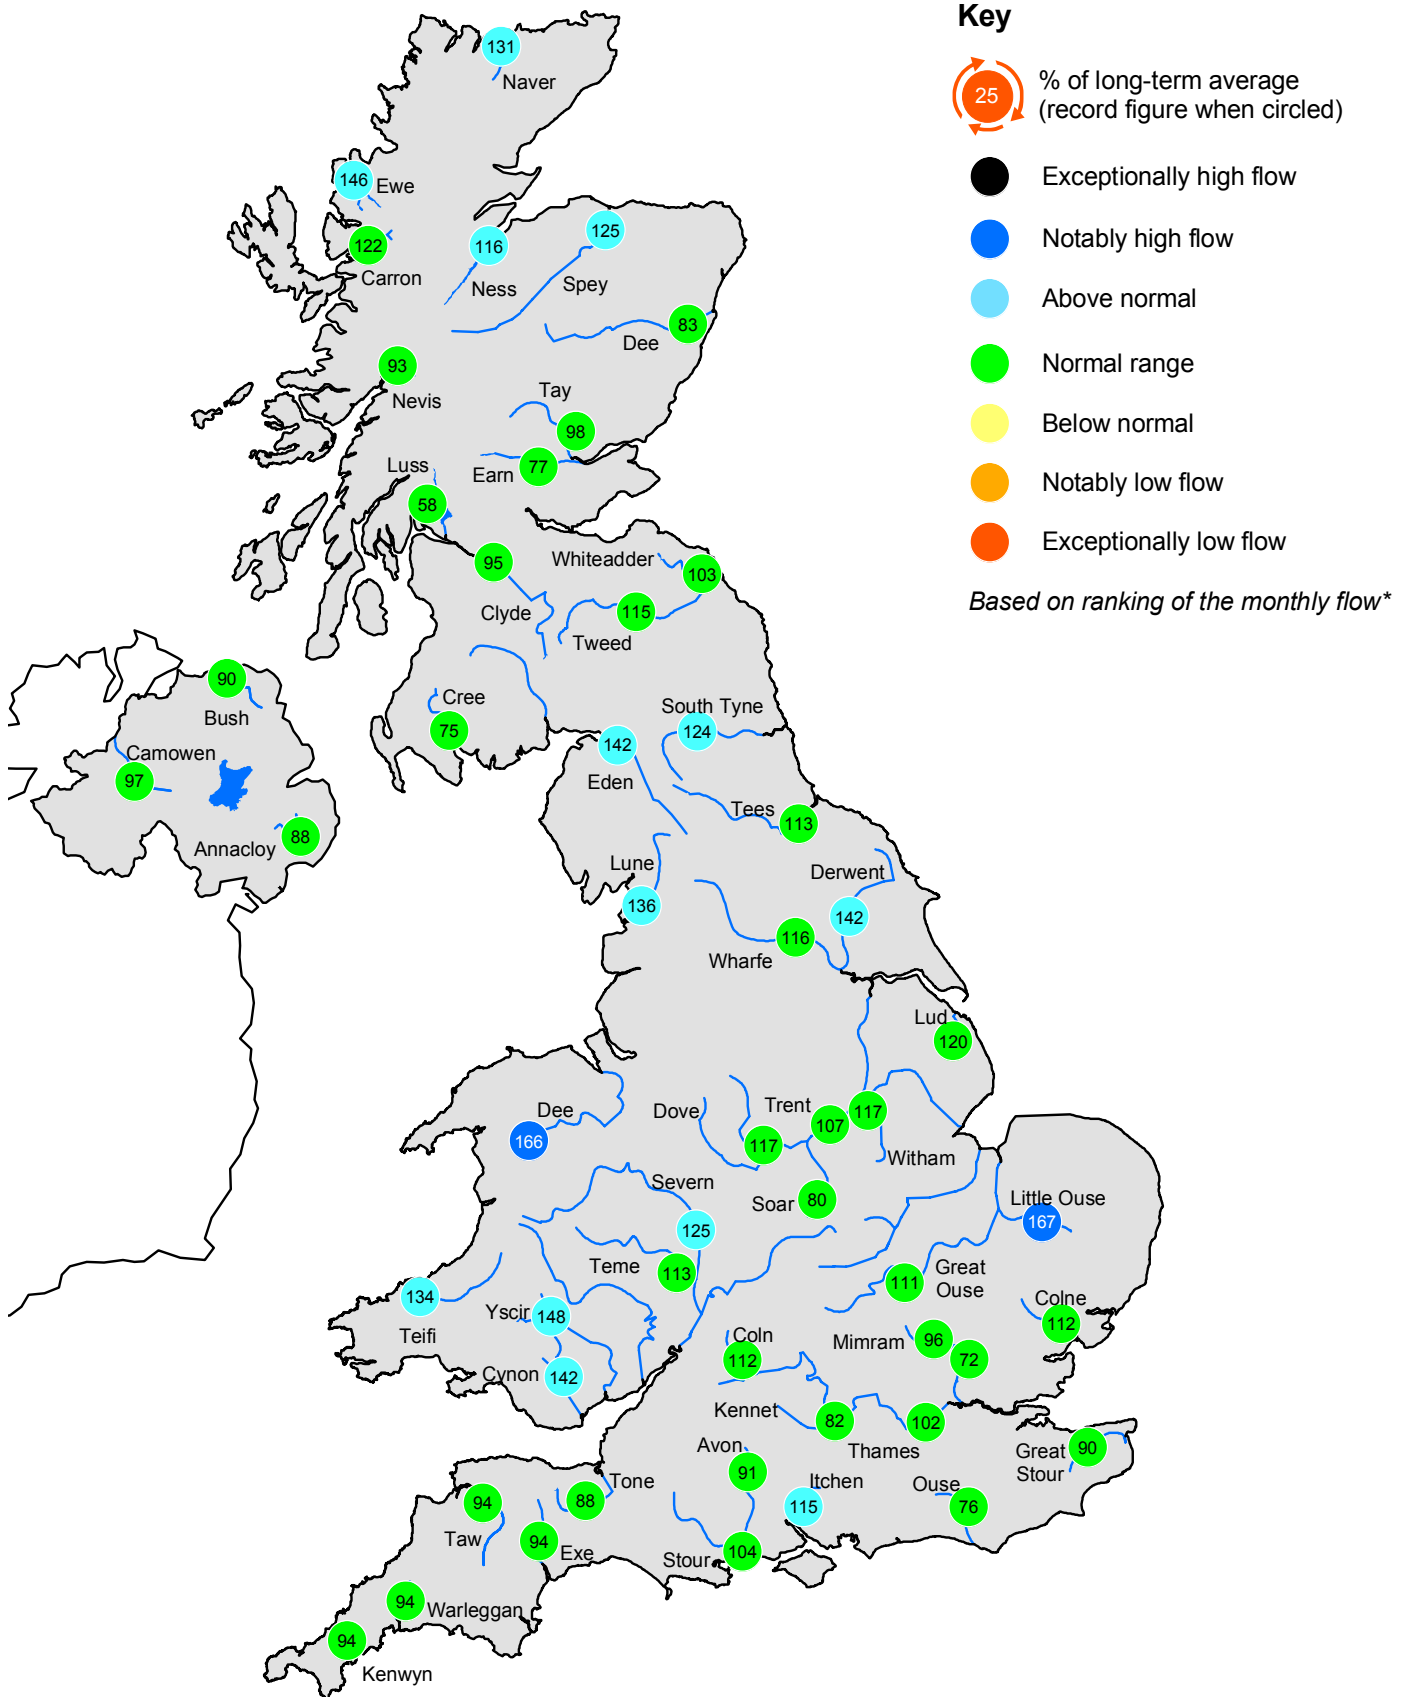 Key
25
% of long-term average
(record figure when circled)
Exceptionally high flow
Notably high flow
Above normal
Normal range
Below normal
Notably low flow
Exceptionally low flow
Based on ranking of the monthly flow*
131
Naver
146
Ewe
122
Carron
116
Ness
125
Spey
83
Dee
93
Nevis
Tay
98
Earn
77
Luss
58
95
Clyde
Whiteadder
103
115
Tweed
90
Bush
Camowen
97
88
Annacloy
Cree
75
South Tyne
124
142
Eden
Tees
113
Lune
136
Derwent
142
116
Wharfe
Lud
120
Dee
166
Dove
117
Trent
107
117
Witham
Soar
80
Severn
125
Teme
113
Little Ouse
167
111
Great
Ouse
Colne
112
134
Teifi
Yscir
148
Cynon
142
Coln
112
Mimram
96
72
Kennet
82
Thames
102
Great
Stour
90
Avon
91
Itchen
115
Ouse
76
Tone
88
94
Taw
94
Exe
Stour
104
94
Warleggan
94
Kenwyn